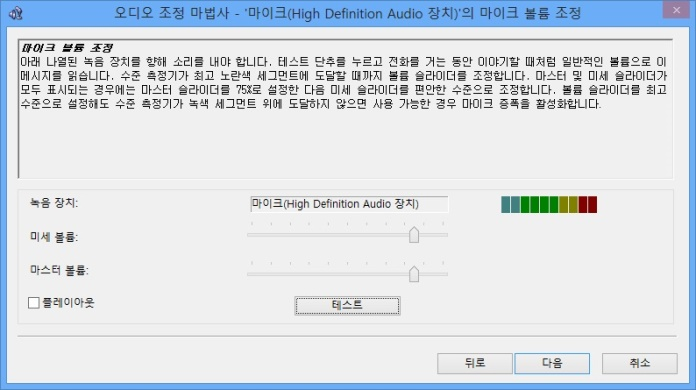 오디오 조정 마법사 - '마이크(High Definition Audio 장치)'의 마이크 볼륨 조정
마이크 볼륨 조정
아래 나열된 녹음 장치를 향해 소리를 내야 합니다. 테스트 단추를 누르고 전화를 거는 동안 이야기할 때처럼 일반적인 볼륨으로 이
메시지를 읽습니다. 수준 측정기가 최고 노란색 세그먼트에 도달할 때까지 볼륨 슬라이더를 조정합니다. 마스터 및 미세 슬라이더가
모두 표시되는 경우에는 마스터 슬라이더를 75%로 설정한 다음 미세 슬라이더를 편안한 수준으로 조정합니다. 볼륨 슬라이더를 최고
수준으로 설정해도 수준 측정기가 녹색 세그먼트 위에 도달하지 않으면 사용 가능한 경우 마이크 증폭을 활성화합니다.
녹음 장치:
마이크(High Definition Audio 장치)
미세 볼륨:
마스터 볼륨:
플레이아웃
테스트
뒤로
다음
취소